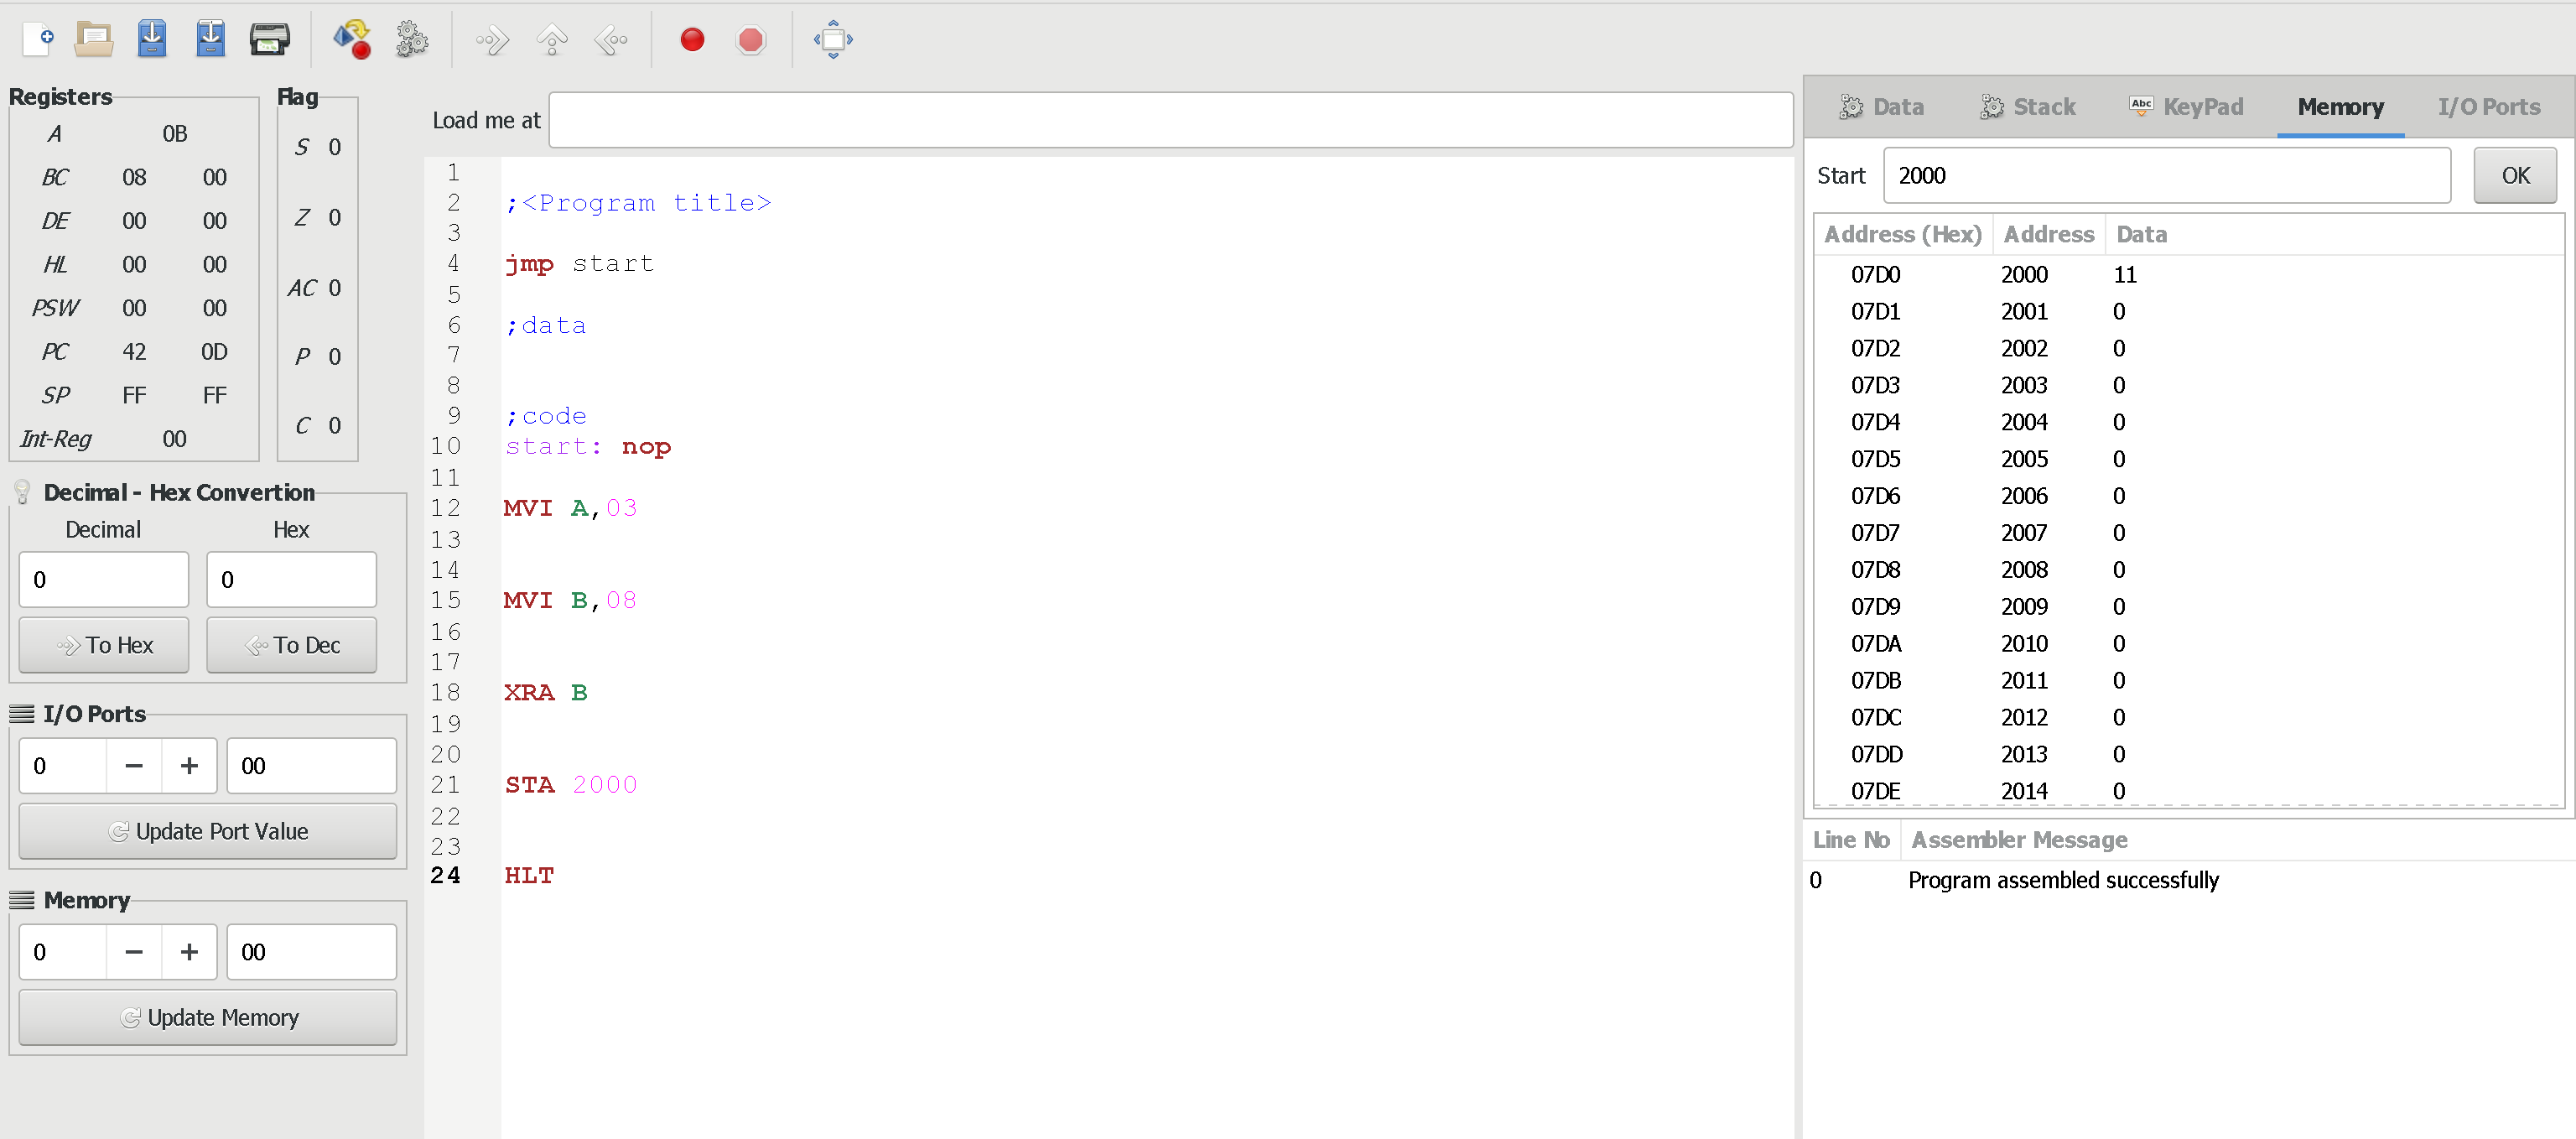 Registers
A 0B
BC 08 00
DE 00 00
HL 00 00
PSW 00 00
PC 42 0D
SP FF FF
Int-Reg 00
Flag
S 0
Z 0
AC 0
P 0
C 0
Decimal - Hex Convertion
Decimal Hex
0 0
To Hex To Dec
I/O Ports
0 − + 00
Update Port Value
Memory
0 − + 00
Update Memory
Load me at
1
2 ;<Program title>
3
4 jmp start
5
6 ;data
7
8
9 ;code
10 start: nop
11
12 MVI A,03
13
14
15 MVI B,08
16
17
18 XRA B
19
20
21 STA 2000
22
23
24 HLT
Data Stack Abc KeyPad Memory I/O Ports
Start 2000 OK
Address (Hex) Address Data
07D0 2000 11
07D1 2001 0
07D2 2002 0
07D3 2003 0
07D4 2004 0
07D5 2005 0
07D6 2006 0
07D7 2007 0
07D8 2008 0
07D9 2009 0
07DA 2010 0
07DB 2011 0
07DC 2012 0
07DD 2013 0
07DE 2014 0
Line No Assembler Message
0 Program assembled successfully